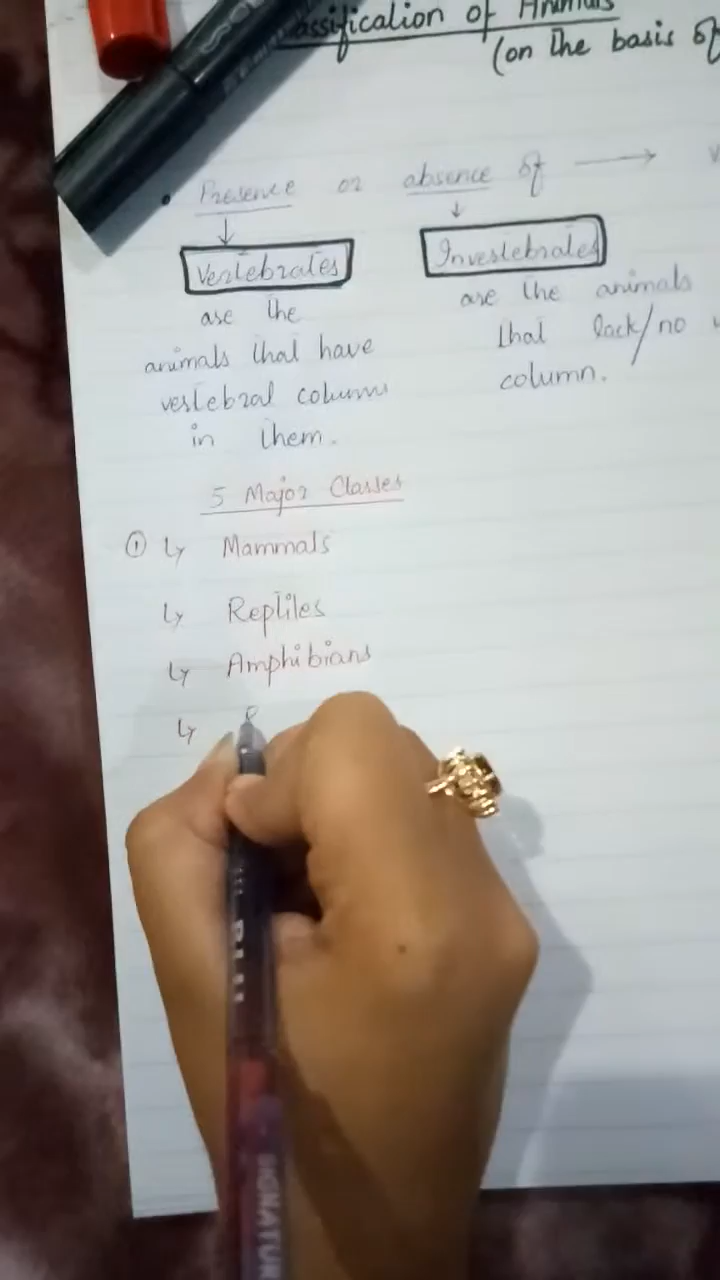 assification of Animals
(on the basis of
• Presence or absence of →
↓ ↓
Vertebrates
Invertebrates
are the
animals that have
vertebral column
in them.
are the animals
that lack/no
column.
5 Major Classes
① ↳ Mammals
↳ Reptiles
↳ Amphibians
↳
SIGNATUR